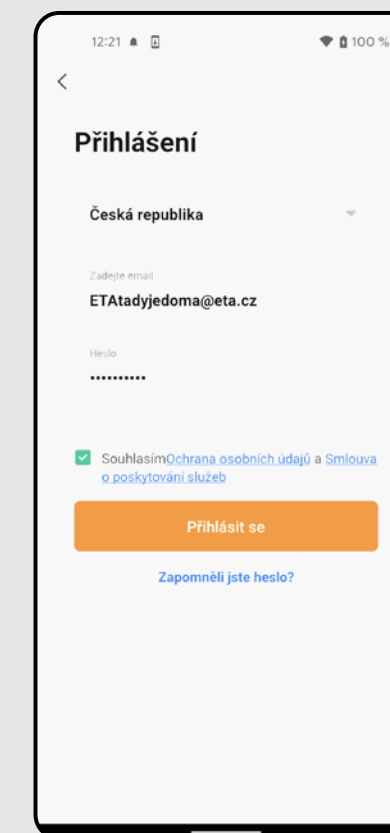 12:21 100 %
Přihlášení
Česká republika
Zadejte email
ETAtadyjedoma@eta.cz
Heslo
••••••••••
SouhlasímOchrana osobních údajů a Smlouva
o poskytování služeb
Přihlásit se
Zapomněli jste heslo?